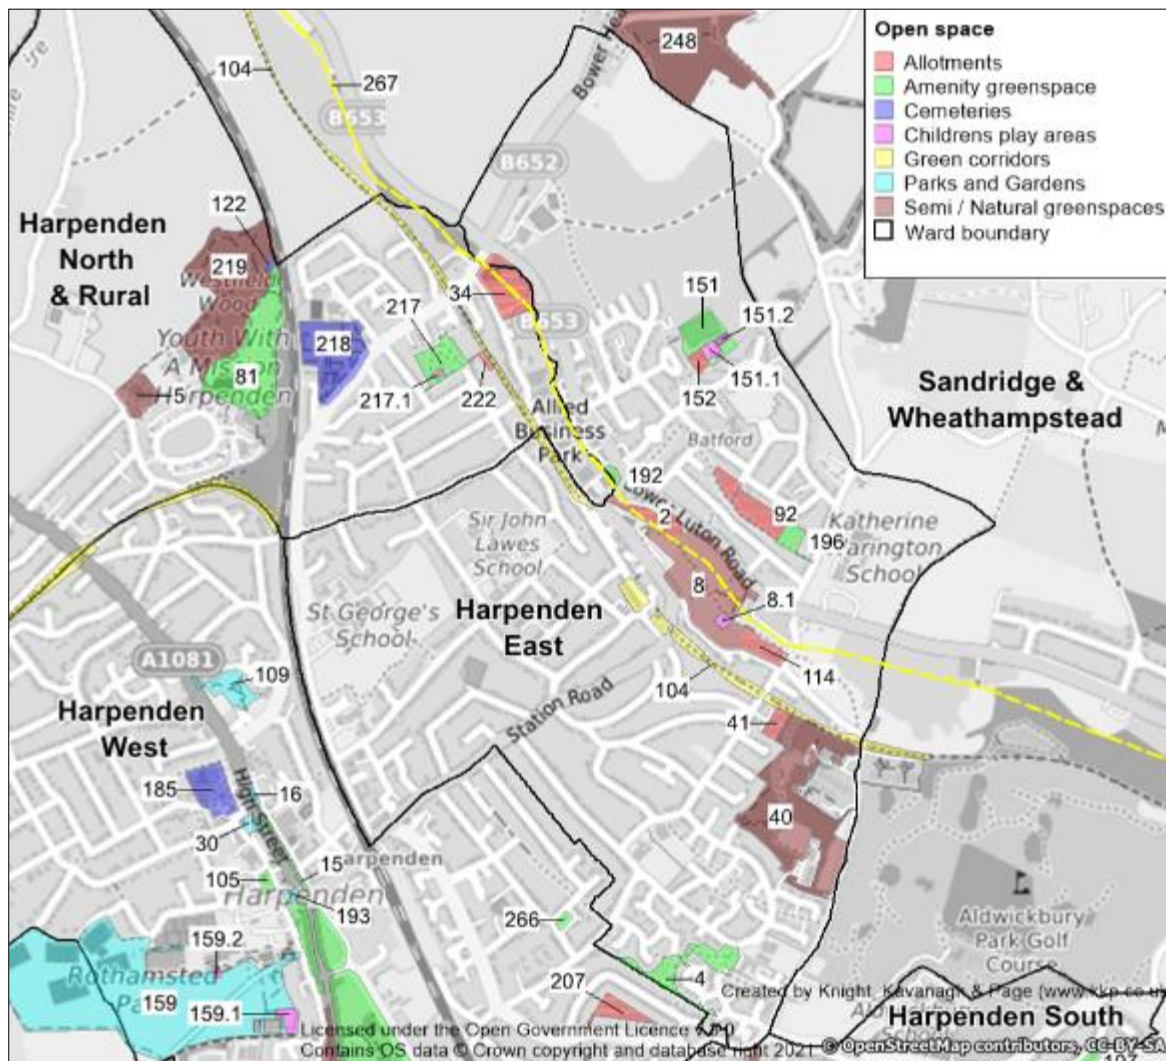 Open space
Allotments
Amenity greenspace
Cemeteries
Childrens play areas
Green corridors
Parks and Gardens
Semi / Natural greenspaces
Ward boundary
248
104
267
B653
Bower
B652
Harpenden
North
& Rural
122
219
Westfield
Wood
Youth With
A Mission
Harpenden
218
81
5
217
217.1
222
34
B653
151
151.2
151.1
152
Sandridge &
Wheathampstead
Allied
Business
Park
Batford
192
Lower Luton Road
2
92
196
Katherine
Warington
School
Sir John
Lawes
School
8
8.1
St George's
School
Harpenden
East
A1081
109
114
104
Harpenden
West
Station Road
41
185
High Street
16
30
40
15
Harpenden
105
Harpenden
193
266
159.2
Rothamsted
Park
159
159.1
207
4
Aldwickbury
Park Golf
Course
Created by Knight, Kavanagh & Page (www.kkp.co.u
Harpenden South
Licensed under the Open Government Licence
Contains OS data © Crown copyright and database right 2021
© OpenStreetMap contributors, CC-BY-SA